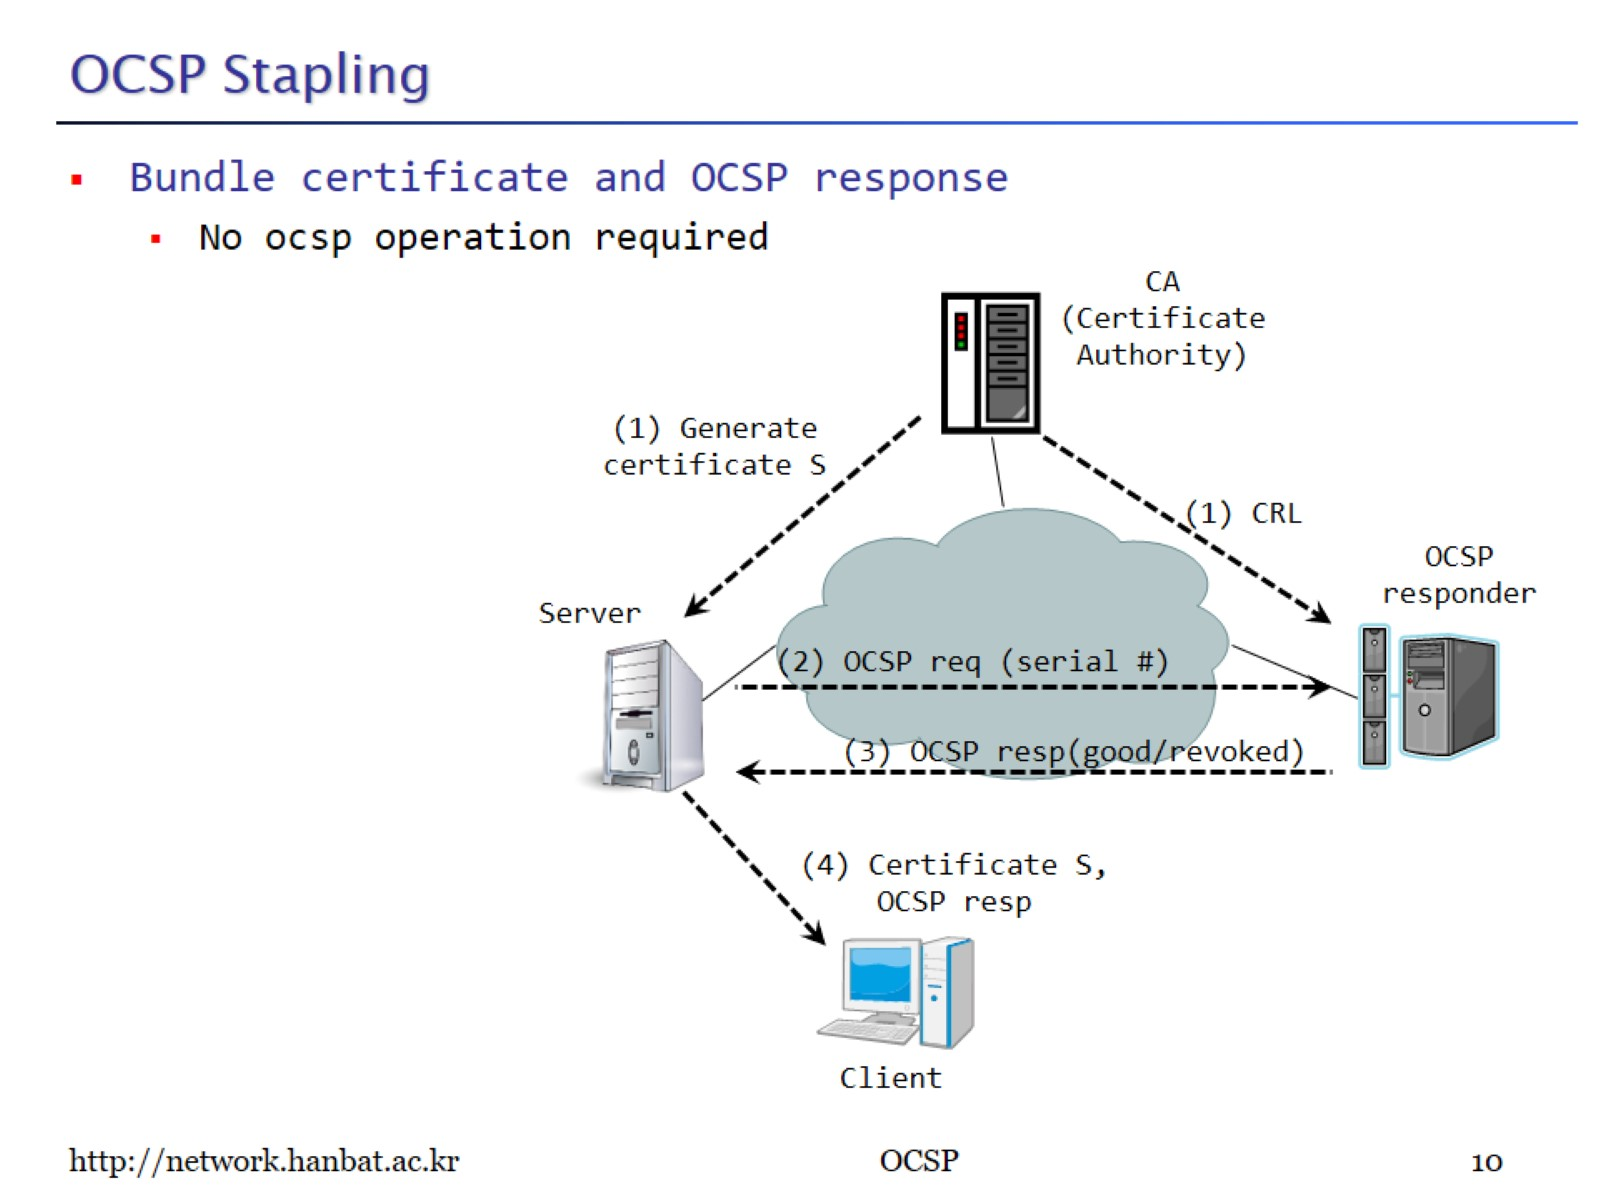 OCSP Stapling
Bundle certificate and OCSP response
No ocsp operation required
CA
(Certificate
Authority)
(1) Generate
certificate S
(1) CRL
OCSP
responder
Server
(2) OCSP req (serial #)
(3) OCSP resp(good/revoked)
(4) Certificate S,
OCSP resp
Client
http://network.hanbat.ac.kr
OCSP
10